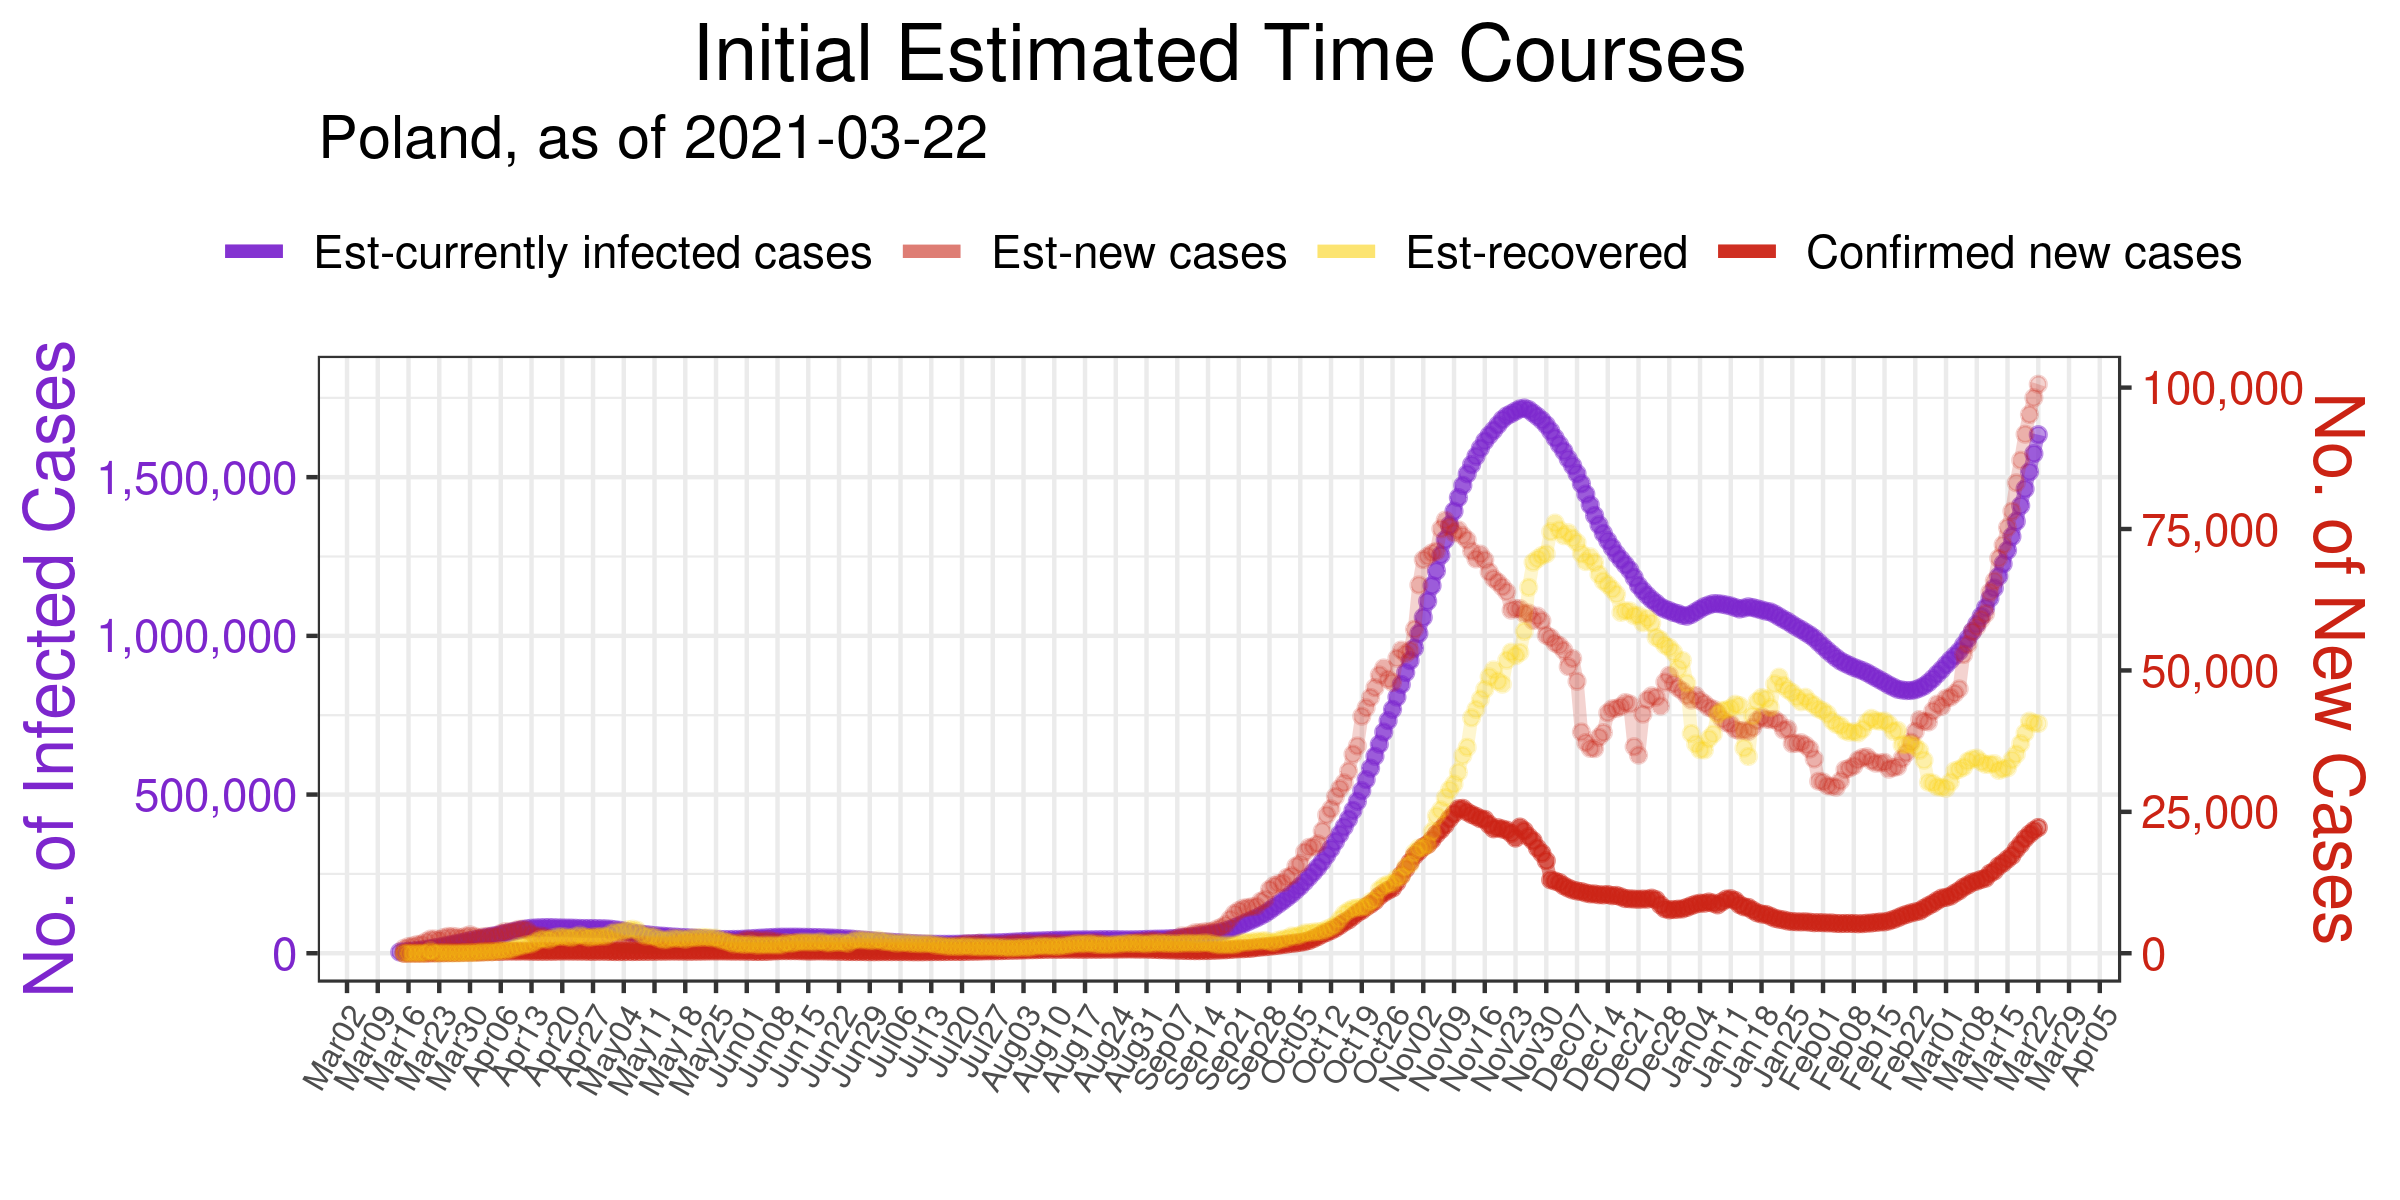 Initial Estimated Time Courses
Poland, as of 2021-03-22
Est-currently infected cases Est-new cases Est-recovered Confirmed new cases
No. of Infected Cases
1,500,000
1,000,000
500,000
0
100,000
75,000
50,000
25,000
0
No. of New Cases
Mar02 Mar09 Mar16 Mar23 Mar30 Apr06 Apr13 Apr20 Apr27 May04 May11 May18 May25 Jun01 Jun08 Jun15 Jun22 Jun29 Jul06 Jul13 Jul20 Jul27 Aug03 Aug10 Aug17 Aug24 Aug31 Sep07 Sep14 Sep21 Sep28 Oct05 Oct12 Oct19 Oct26 Nov02 Nov09 Nov16 Nov23 Nov30 Dec07 Dec14 Dec21 Dec28 Jan04 Jan11 Jan18 Jan25 Feb01 Feb08 Feb15 Feb22 Mar01 Mar08 Mar15 Mar22 Mar29 Apr05